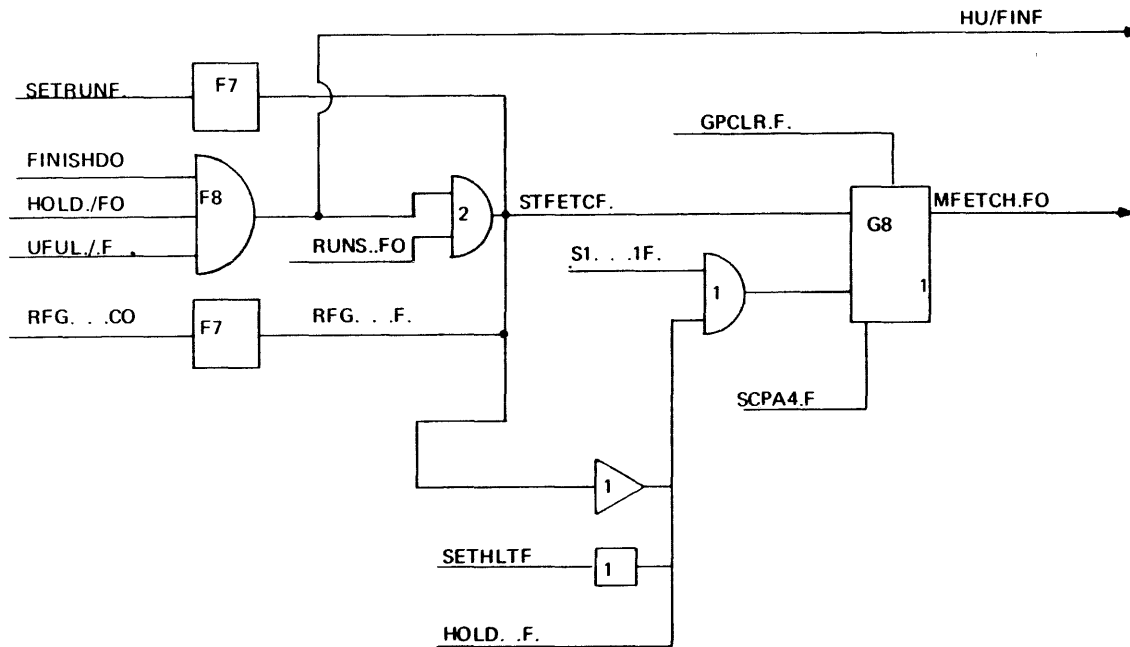 HU/FINF
SETRUNF.
F7
GPCLR.F.
FINISHDO
F8
HOLD./FO
UFUL./.F
2
STFETCF.
G8
MFETCH.FO
RUNS..FO
S1. . .1F.
1
1
RFG. . .CO
F7
RFG. . .F.
SCPA4.F
1
SETHLTF
1
HOLD. .F.